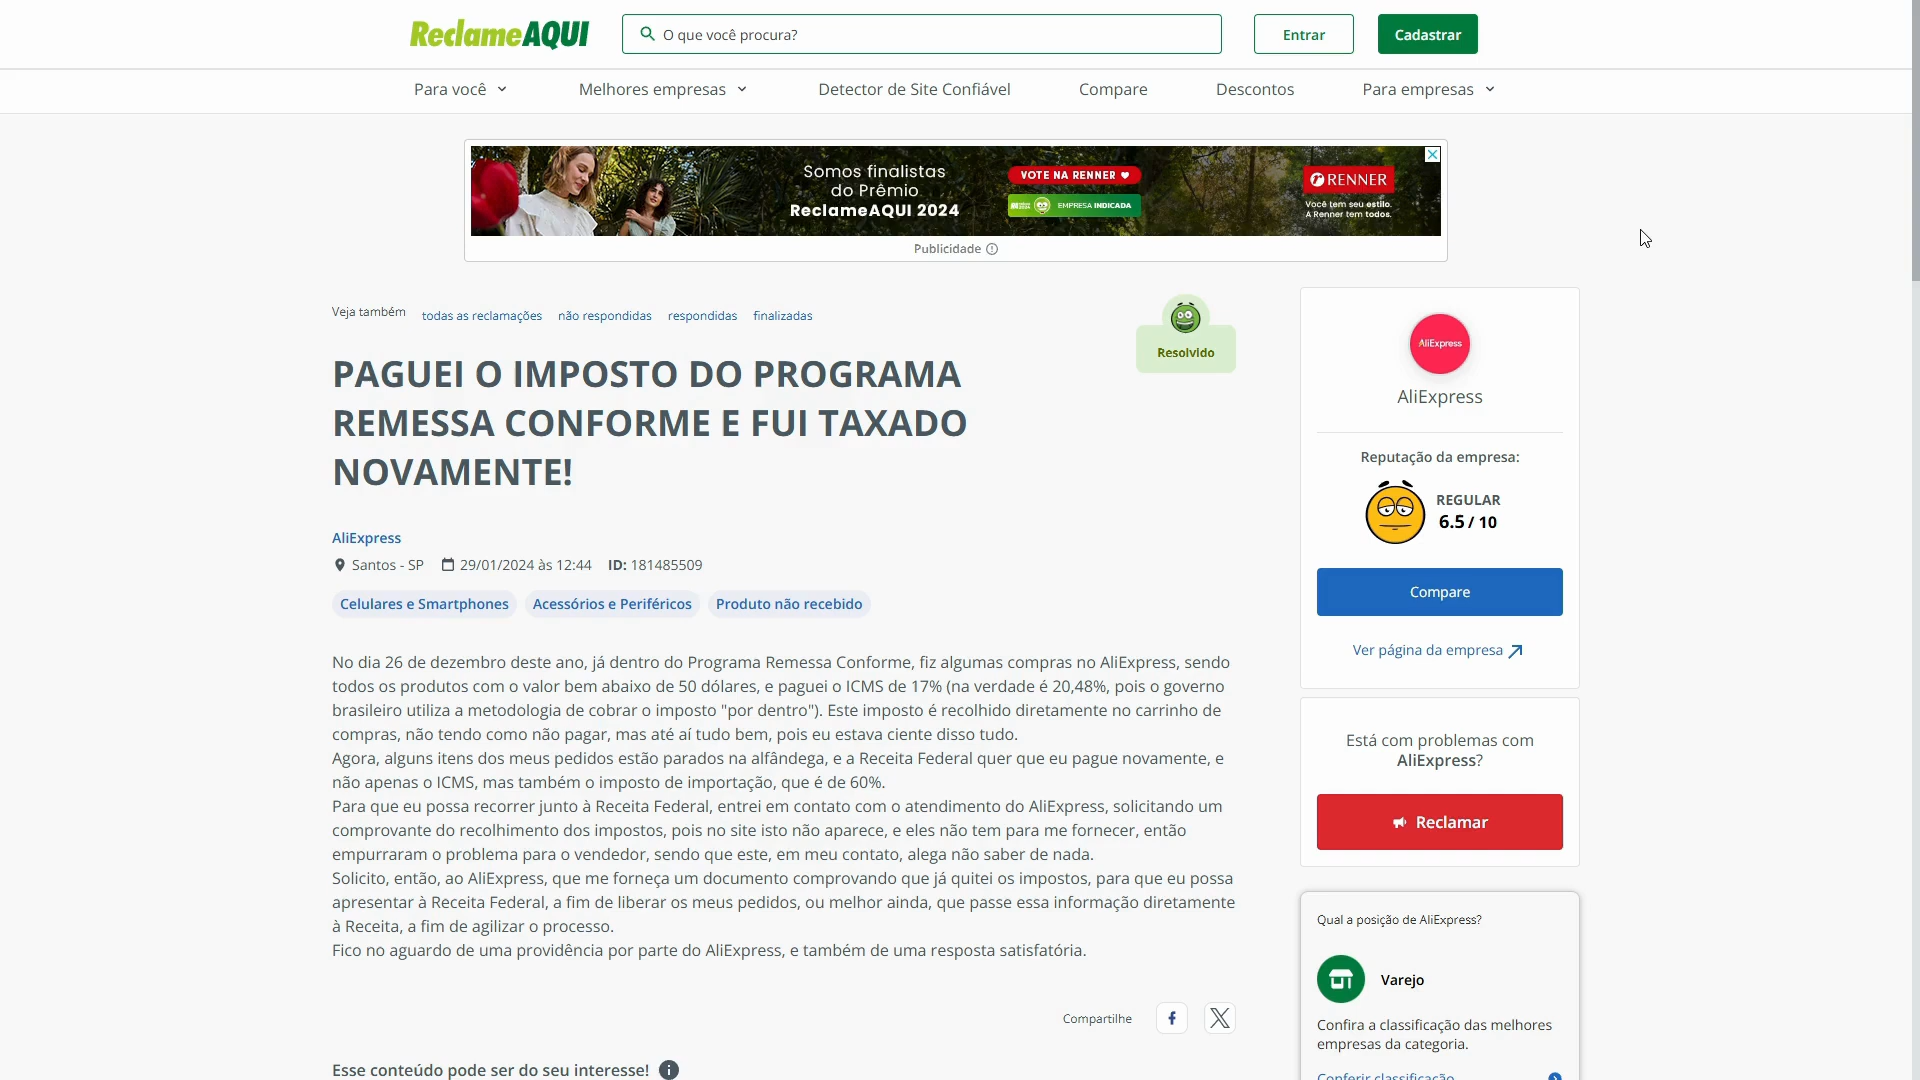 ReclameAQUI
O que você procura?
Entrar
Cadastrar
Para você
Melhores empresas
Detector de Site Confiável
Compare
Descontos
Para empresas
Somos finalistas
do Prêmio
ReclameAQUI 2024
VOTE NA RENNER
EMPRESA INDICADA
RENNER
Você tem seu estilo.
A Renner tem todos.
Publicidade
Veja também
todas as reclamações
não respondidas
respondidas
finalizadas
Resolvido
PAGUEI O IMPOSTO DO PROGRAMA
REMESSA CONFORME E FUI TAXADO
NOVAMENTE!
AliExpress
Santos - SP 29/01/2024 às 12:44 ID: 181485509
Celulares e Smartphones
Acessórios e Periféricos
Produto não recebido
No dia 26 de dezembro deste ano, já dentro do Programa Remessa Conforme, fiz algumas compras no AliExpress, sendo
todos os produtos com o valor bem abaixo de 50 dólares, e paguei o ICMS de 17% (na verdade é 20,48%, pois o governo
brasileiro utiliza a metodologia de cobrar o imposto "por dentro"). Este imposto é recolhido diretamente no carrinho de
compras, não tendo como não pagar, mas até aí tudo bem, pois eu estava ciente disso tudo.
Agora, alguns itens dos meus pedidos estão parados na alfândega, e a Receita Federal quer que eu pague novamente, e
não apenas o ICMS, mas também o imposto de importação, que é de 60%.
Para que eu possa recorrer junto à Receita Federal, entrei em contato com o atendimento do AliExpress, solicitando um
comprovante do recolhimento dos impostos, pois no site isto não aparece, e eles não tem para me fornecer, então
empurraram o problema para o vendedor, sendo que este, em meu contato, alega não saber de nada.
Solicito, então, ao AliExpress, que me forneça um documento comprovando que já quitei os impostos, para que eu possa
apresentar à Receita Federal, a fim de liberar os meus pedidos, ou melhor ainda, que passe essa informação diretamente
à Receita, a fim de agilizar o processo.
Fico no aguardo de uma providência por parte do AliExpress, e também de uma resposta satisfatória.
Compartilhe
Esse conteúdo pode ser do seu interesse!
AliExpress
AliExpress
Reputação da empresa:
REGULAR
6.5 / 10
Compare
Ver página da empresa
Está com problemas com
AliExpress?
Reclamar
Qual a posição de AliExpress?
Varejo
Confira a classificação das melhores
empresas da categoria.
Conferir classificação